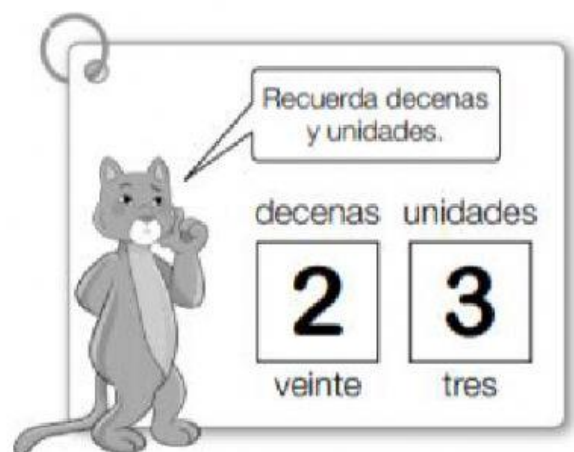 Recuerda decenas
y unidades.
decenas unidades
2 3
veinte tres